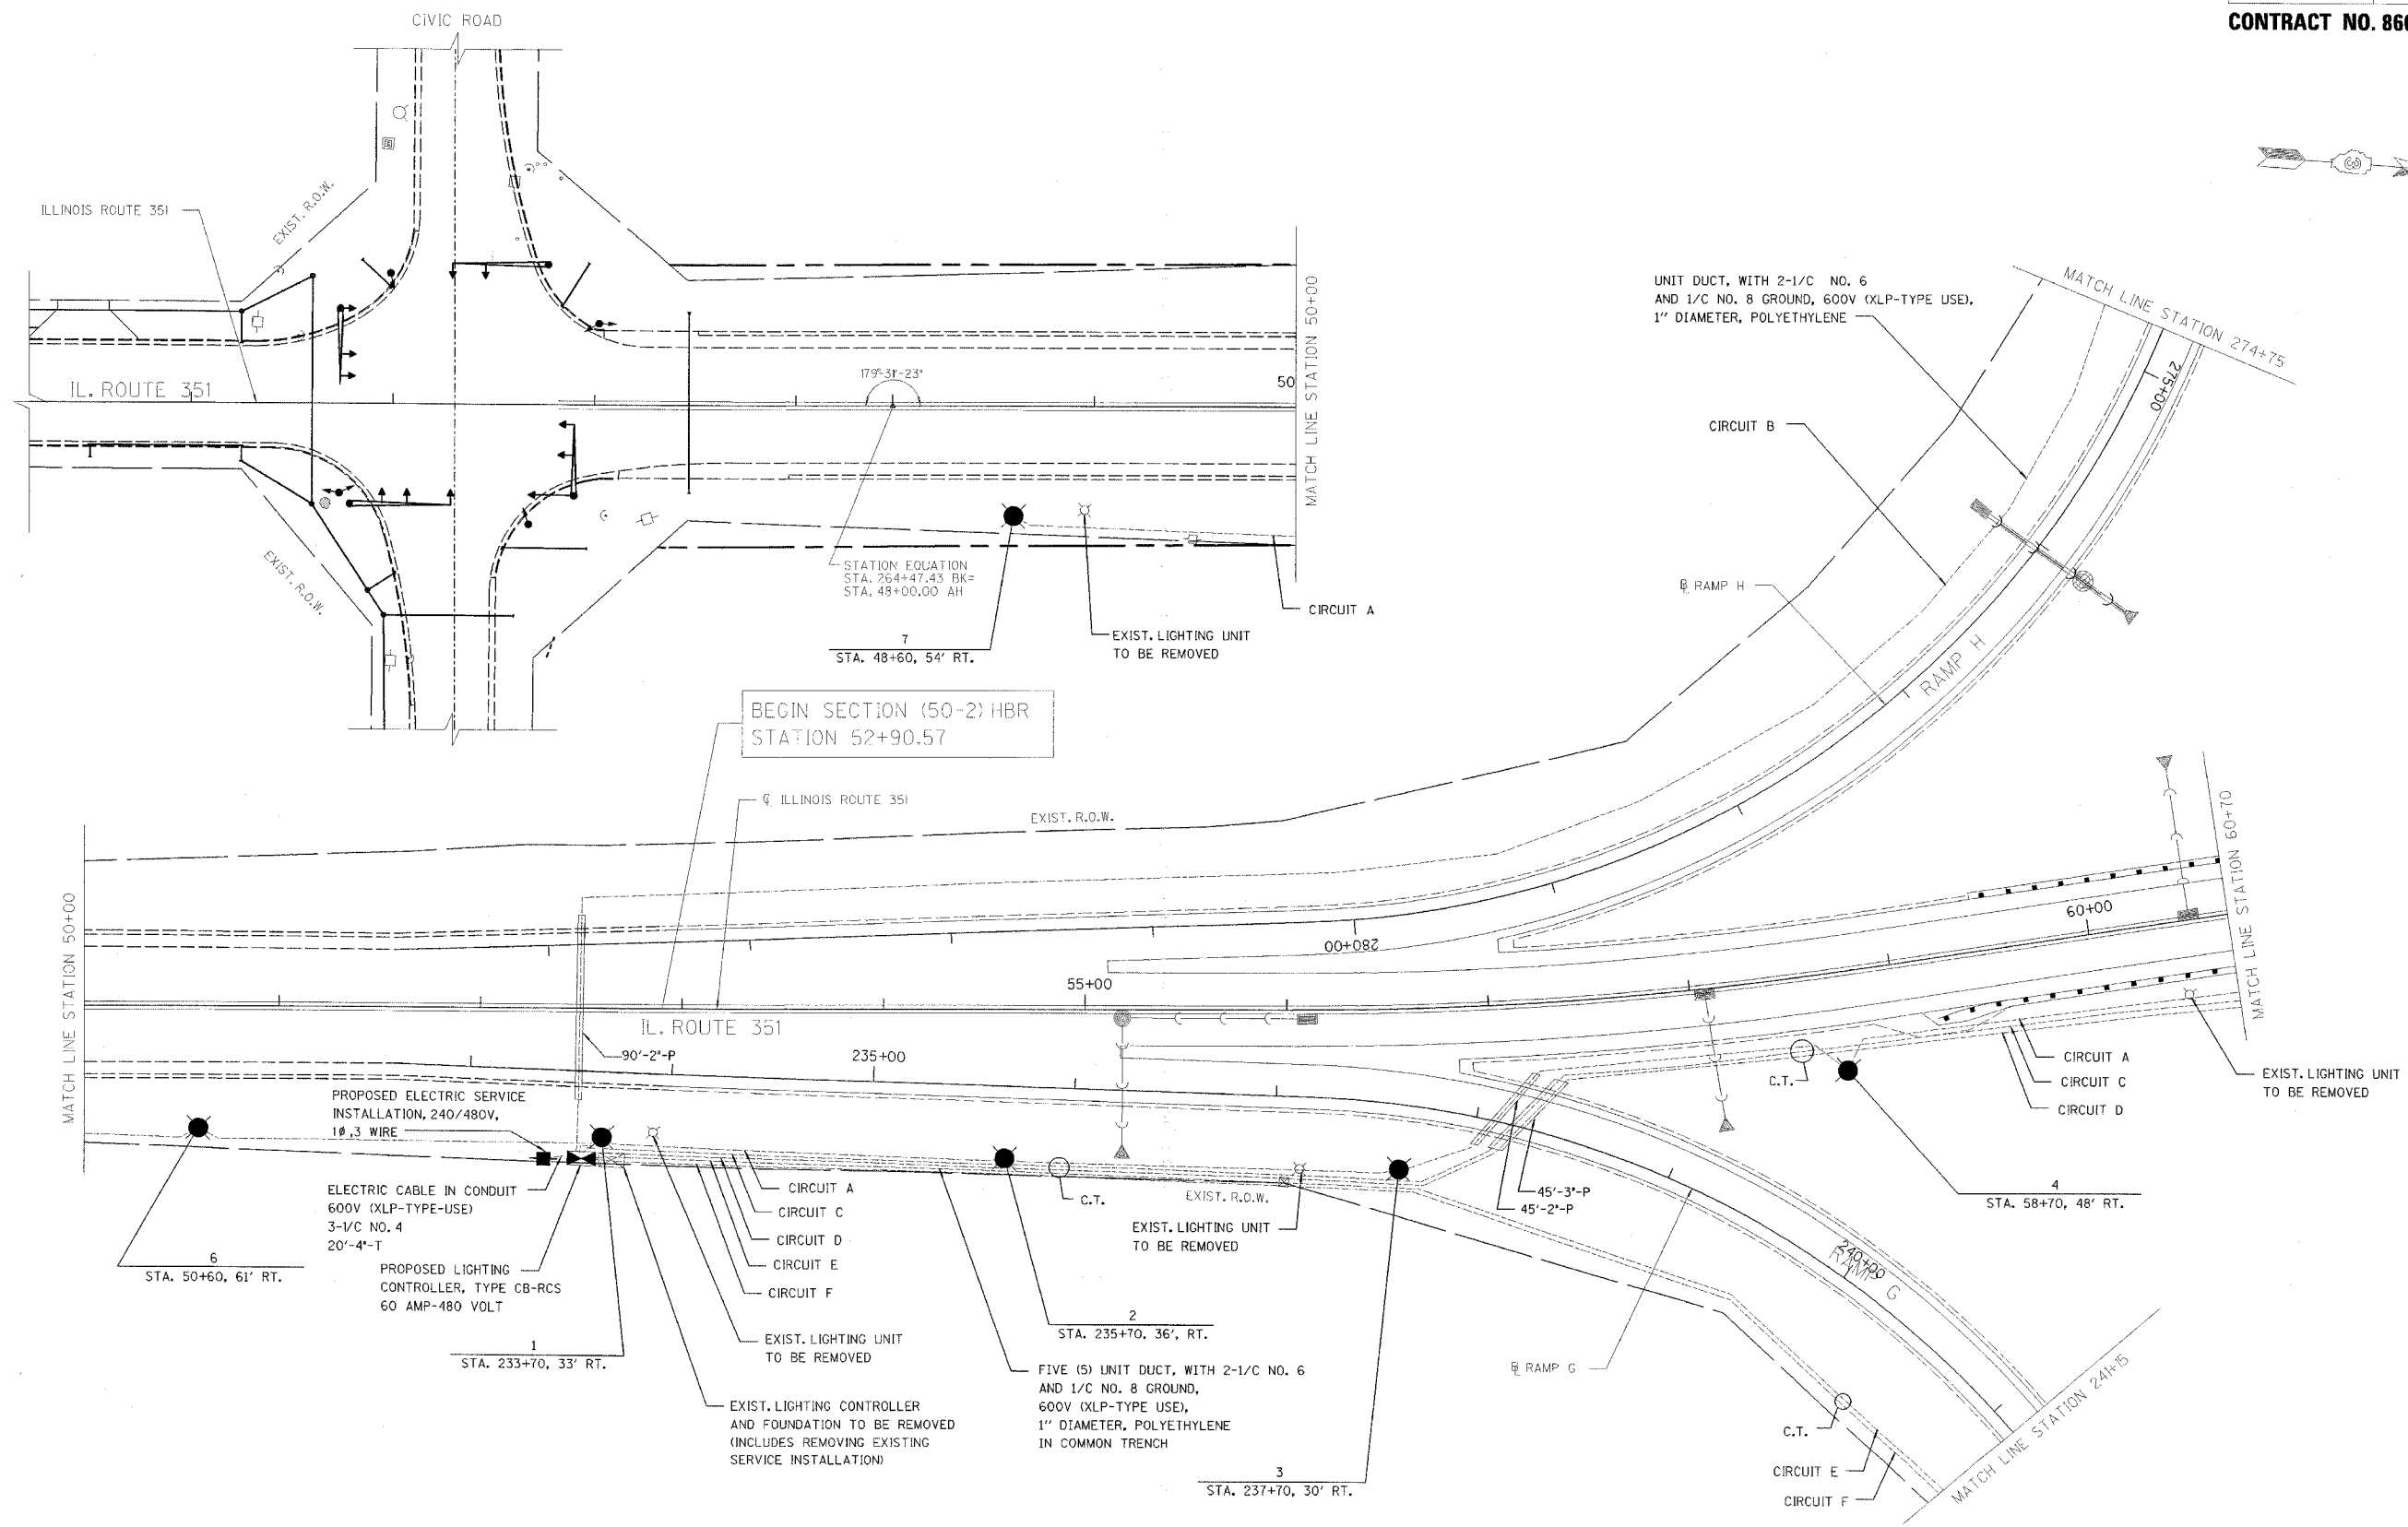 CONTRACT NO. 860
CIVIC ROAD
ILLINOIS ROUTE 351
EXIST. R.O.W.
IL. ROUTE 351
EXIST. R.O.W.
179°-31'-23"
50
MATCH LINE STATION 50+00
STATION EQUATION
STA. 264+47.43 BK=
STA. 48+00.00 AH
7
STA. 48+60, 54' RT.
EXIST. LIGHTING UNIT
TO BE REMOVED
CIRCUIT A
UNIT DUCT, WITH 2-1/C NO. 6
AND 1/C NO. 8 GROUND, 600V (XLP-TYPE USE),
1" DIAMETER, POLYETHYLENE
MATCH LINE STATION 274+75
275+00
CIRCUIT B
℄ RAMP H
RAMP H
BEGIN SECTION (50-2) HBR
STATION 52+90.57
℄ ILLINOIS ROUTE 351
EXIST. R.O.W.
MATCH LINE STATION 50+00
280+00
55+00
60+00
MATCH LINE STATION 60+70
IL. ROUTE 351
90'-2"-P
235+00
PROPOSED ELECTRIC SERVICE
INSTALLATION, 240/480V,
1Ø,3 WIRE
ELECTRIC CABLE IN CONDUIT
600V (XLP-TYPE-USE)
3-1/C NO. 4
20'-4"-T
PROPOSED LIGHTING
CONTROLLER, TYPE CB-RCS
60 AMP-480 VOLT
6
STA. 50+60, 61' RT.
1
STA. 233+70, 33' RT.
CIRCUIT A
CIRCUIT C
CIRCUIT D
CIRCUIT E
CIRCUIT F
EXIST. LIGHTING UNIT
TO BE REMOVED
EXIST. LIGHTING CONTROLLER
AND FOUNDATION TO BE REMOVED
(INCLUDES REMOVING EXISTING
SERVICE INSTALLATION)
C.T.
EXIST. R.O.W.
EXIST. LIGHTING UNIT
TO BE REMOVED
2
STA. 235+70, 36', RT.
FIVE (5) UNIT DUCT, WITH 2-1/C NO. 6
AND 1/C NO. 8 GROUND,
600V (XLP-TYPE USE),
1" DIAMETER, POLYETHYLENE
IN COMMON TRENCH
3
STA. 237+70, 30' RT.
45'-3"-P
45'-2"-P
C.T.
CIRCUIT A
CIRCUIT C
CIRCUIT D
EXIST. LIGHTING UNIT
TO BE REMOVED
4
STA. 58+70, 48' RT.
240+00
RAMP G
℄ RAMP G
C.T.
CIRCUIT E
CIRCUIT F
MATCH LINE STATION 241+15